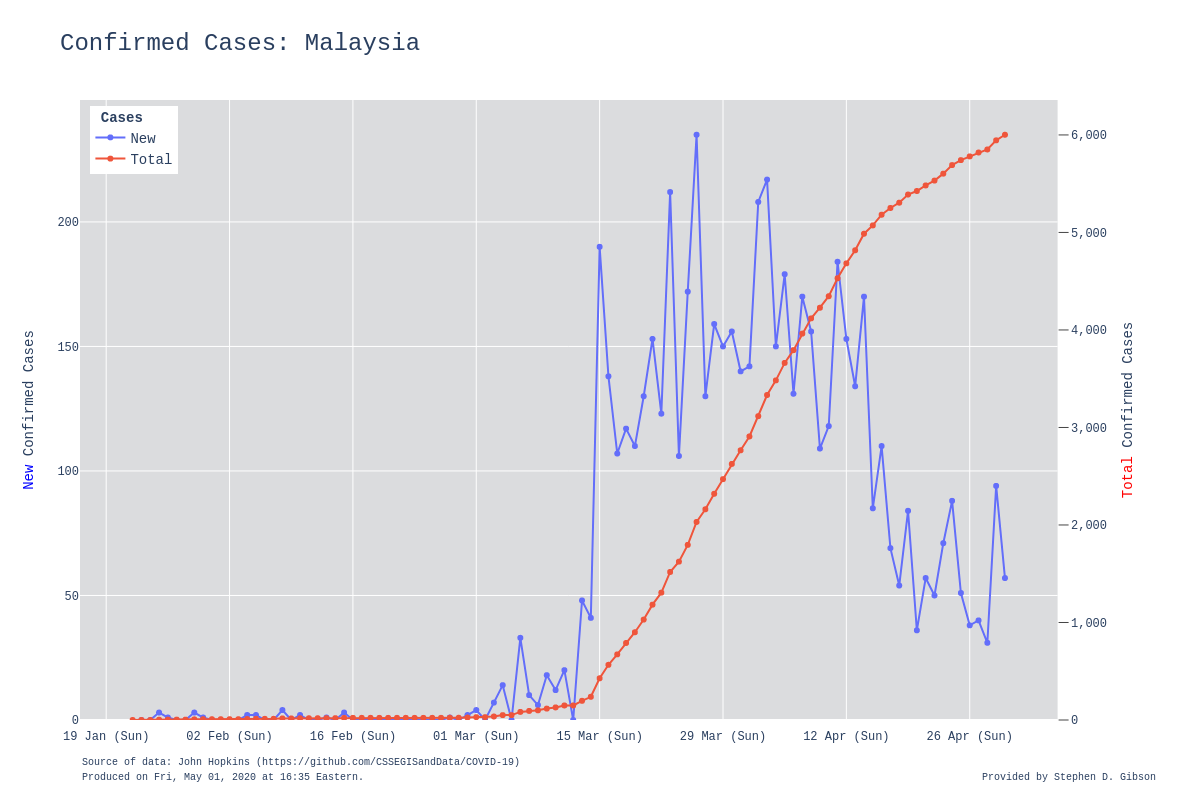 Confirmed Cases: Malaysia
Cases
New
Total
200
150
100
50
0
New Confirmed Cases
6,000
5,000
4,000
3,000
2,000
1,000
0
Total Confirmed Cases
19 Jan (Sun) 02 Feb (Sun) 16 Feb (Sun) 01 Mar (Sun) 15 Mar (Sun) 29 Mar (Sun) 12 Apr (Sun) 26 Apr (Sun)
Source of data: John Hopkins (https://github.com/CSSEGISandData/COVID-19)
Produced on Fri, May 01, 2020 at 16:35 Eastern.
Provided by Stephen D. Gibson